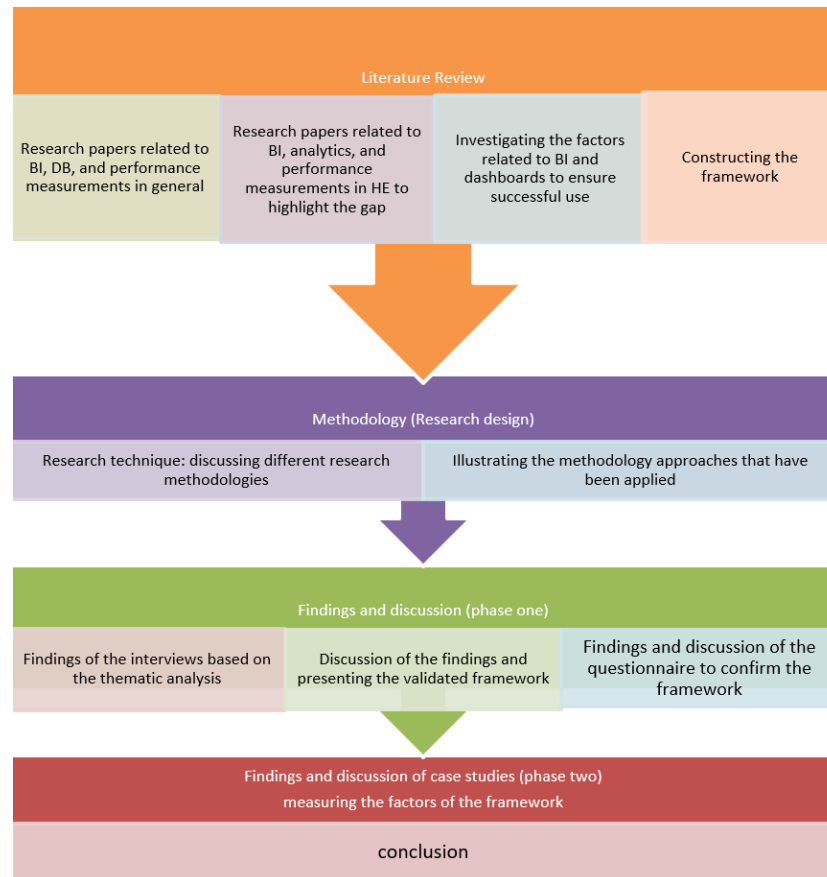 Literature Review
Research papers related to
BI, DB, and performance
measurements in general
Research papers related to
BI, analytics, and
performance
measurements in HE to
highlight the gap
Investigating the factors
related to BI and
dashboards to ensure
successful use
Constructing the
framework
Methodology (Research design)
Research technique: discussing different research
methodologies
Illustrating the methodology approaches that have
been applied
Findings and discussion (phase one)
Findings of the interviews based on
the thematic analysis
Discussion of the findings and
presenting the validated framework
Findings and discussion of the
questionnaire to confirm the
framework
Findings and discussion of case studies (phase two)
measuring the factors of the framework
conclusion